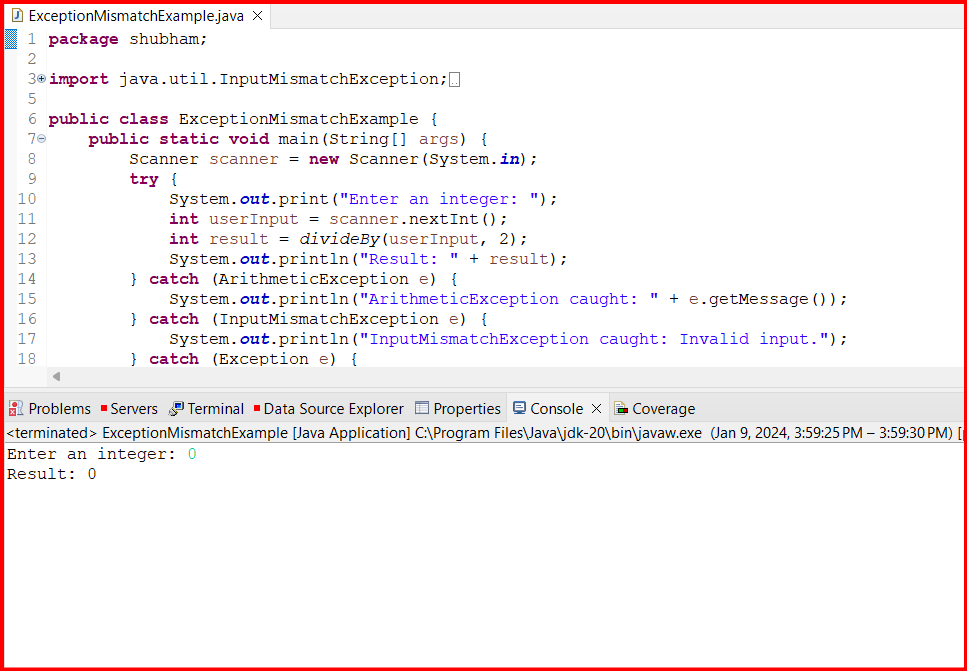 ExceptionMismatchExample.java
1 package shubham;
2
3 import java.util.InputMismatchException;
5
6 public class ExceptionMismatchExample {
7 public static void main(String[] args) {
8 Scanner scanner = new Scanner(System.in);
9 try {
10 System.out.print("Enter an integer: ");
11 int userInput = scanner.nextInt();
12 int result = divideBy(userInput, 2);
13 System.out.println("Result: " + result);
14 } catch (ArithmeticException e) {
15 System.out.println("ArithmeticException caught: " + e.getMessage());
16 } catch (InputMismatchException e) {
17 System.out.println("InputMismatchException caught: Invalid input.");
18 } catch (Exception e) {
Problems Servers Terminal Data Source Explorer Properties Console Coverage
<terminated> ExceptionMismatchExample [Java Application] C:\Program Files\Java\jdk-20\bin\javaw.exe (Jan 9, 2024, 3:59:25 PM – 3:59:30 PM) [
Enter an integer: 0
Result: 0